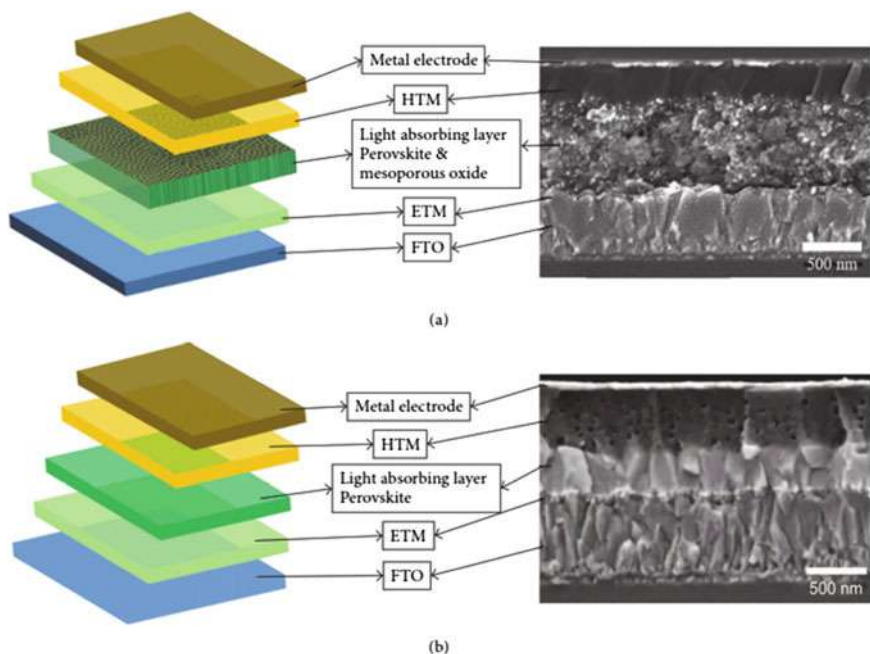 Metal electrode
HTM
Light absorbing layer
Perovskite &
mesoporous oxide
ETM
FTO
500 nm
(a)
Metal electrode
HTM
Light absorbing layer
Perovskite
ETM
FTO
500 nm
(b)